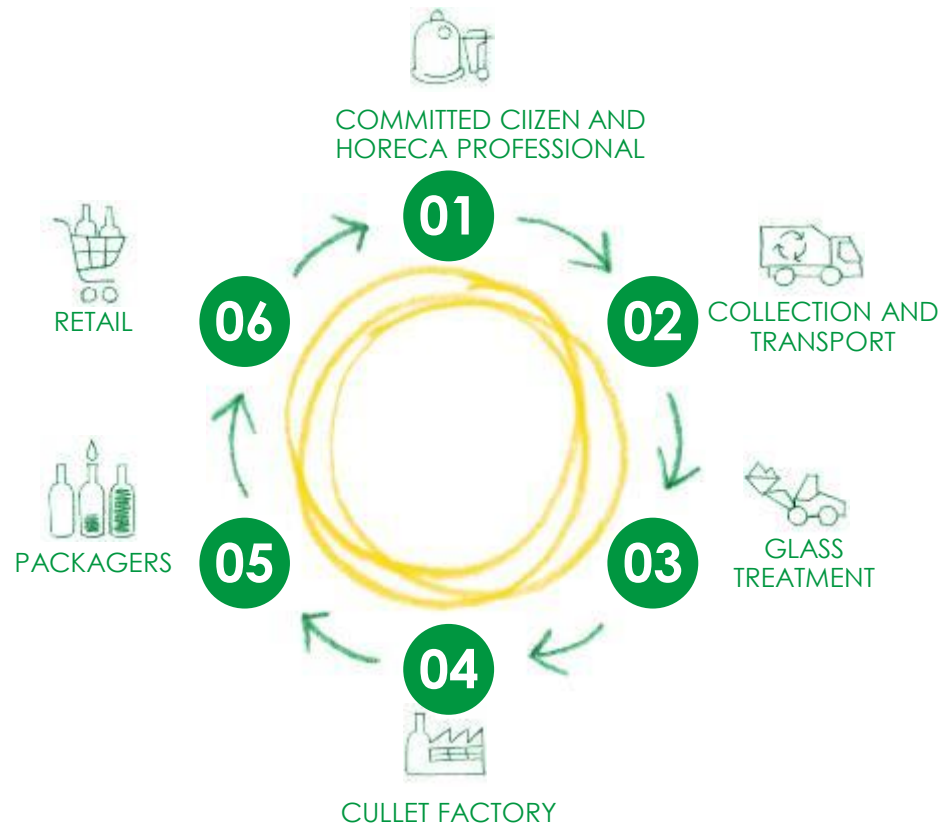 COMMITTED CIIZEN AND
HORECA PROFESSIONAL
01
02
COLLECTION AND
TRANSPORT
03
GLASS
TREATMENT
04
CULLET FACTORY
05
PACKAGERS
06
RETAIL